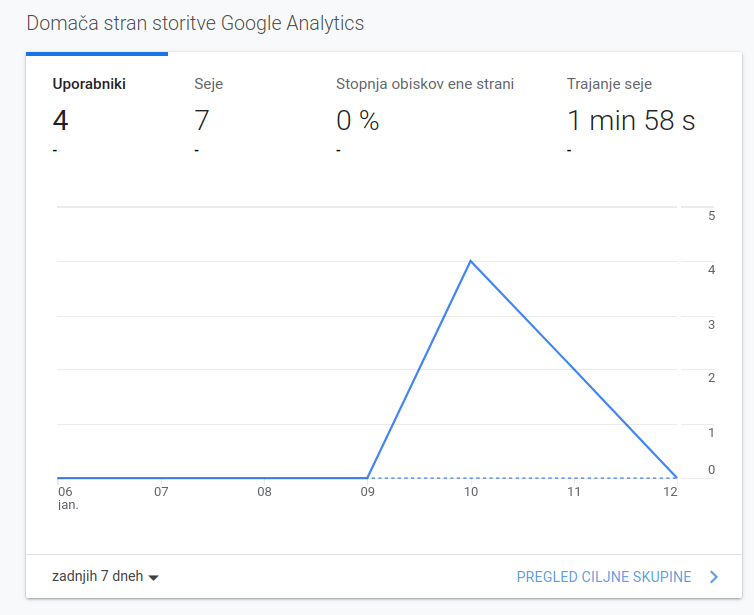 Domača stran storitve Google Analytics
Uporabniki Seje Stopnja obiskov ene strani Trajanje seje
4 7 0 % 1 min 58 s
- - - -
5
4
3
2
1
0
06 07 08 09 10 11 12
jan.
zadnjih 7 dneh PREGLED CILJNE SKUPINE